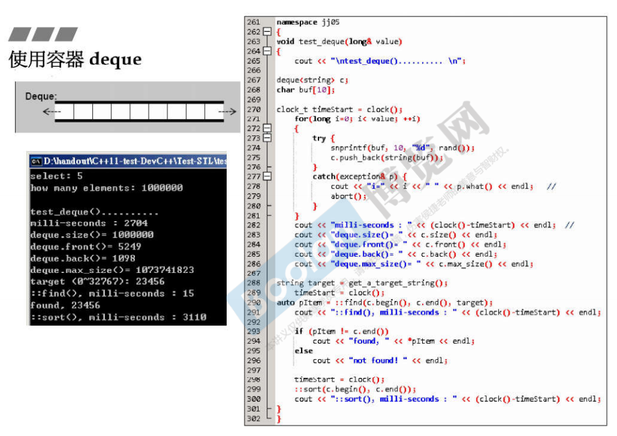 使用容器 deque
Deque:
D:\handout\C++11-test-DevC++\Test-STL\tes
select: 5
how many elements: 1000000
test_deque()..........
milli-seconds : 2704
deque.size()= 1000000
deque.front()= 5249
deque.back()= 1098
deque.max_size()= 1073741823
target (0~32767): 23456
::find(), milli-seconds : 15
found, 23456
::sort(), milli-seconds : 3110
261 namespace jj05
262 {
263 void test_deque(long& value)
264 {
265 cout << "\ntest_deque().......... \n";
266
267 deque<string> c;
268 char buf[10];
269
270 clock_t timeStart = clock();
271 for(long i=0; i< value; ++i)
272 {
273 try {
274 snprintf(buf, 10, "%d", rand());
275 c.push_back(string(buf));
276 }
277 catch(exception& p) {
278 cout << "i=" << i << " " << p.what() << endl; //
279 abort();
280 }
281 }
282 cout << "milli-seconds : " << (clock()-timeStart) << endl; //
283 cout << "deque.size()= " << c.size() << endl;
284 cout << "deque.front()= " << c.front() << endl;
285 cout << "deque.back()= " << c.back() << endl;
286 cout << "deque.max_size()= " << c.max_size() << endl;
287
288 string target = get_a_target_string();
289 timeStart = clock();
290 auto pItem = ::find(c.begin(), c.end(), target);
291 cout << "::find(), milli-seconds : " << (clock()-timeStart) << endl;
292
293 if (pItem != c.end())
294 cout << "found, " << *pItem << endl;
295 else
296 cout << "not found! " << endl;
297
298 timeStart = clock();
299 ::sort(c.begin(), c.end());
300 cout << "::sort(), milli-seconds : " << (clock()-timeStart) << endl;
301 }
302 }
博览网